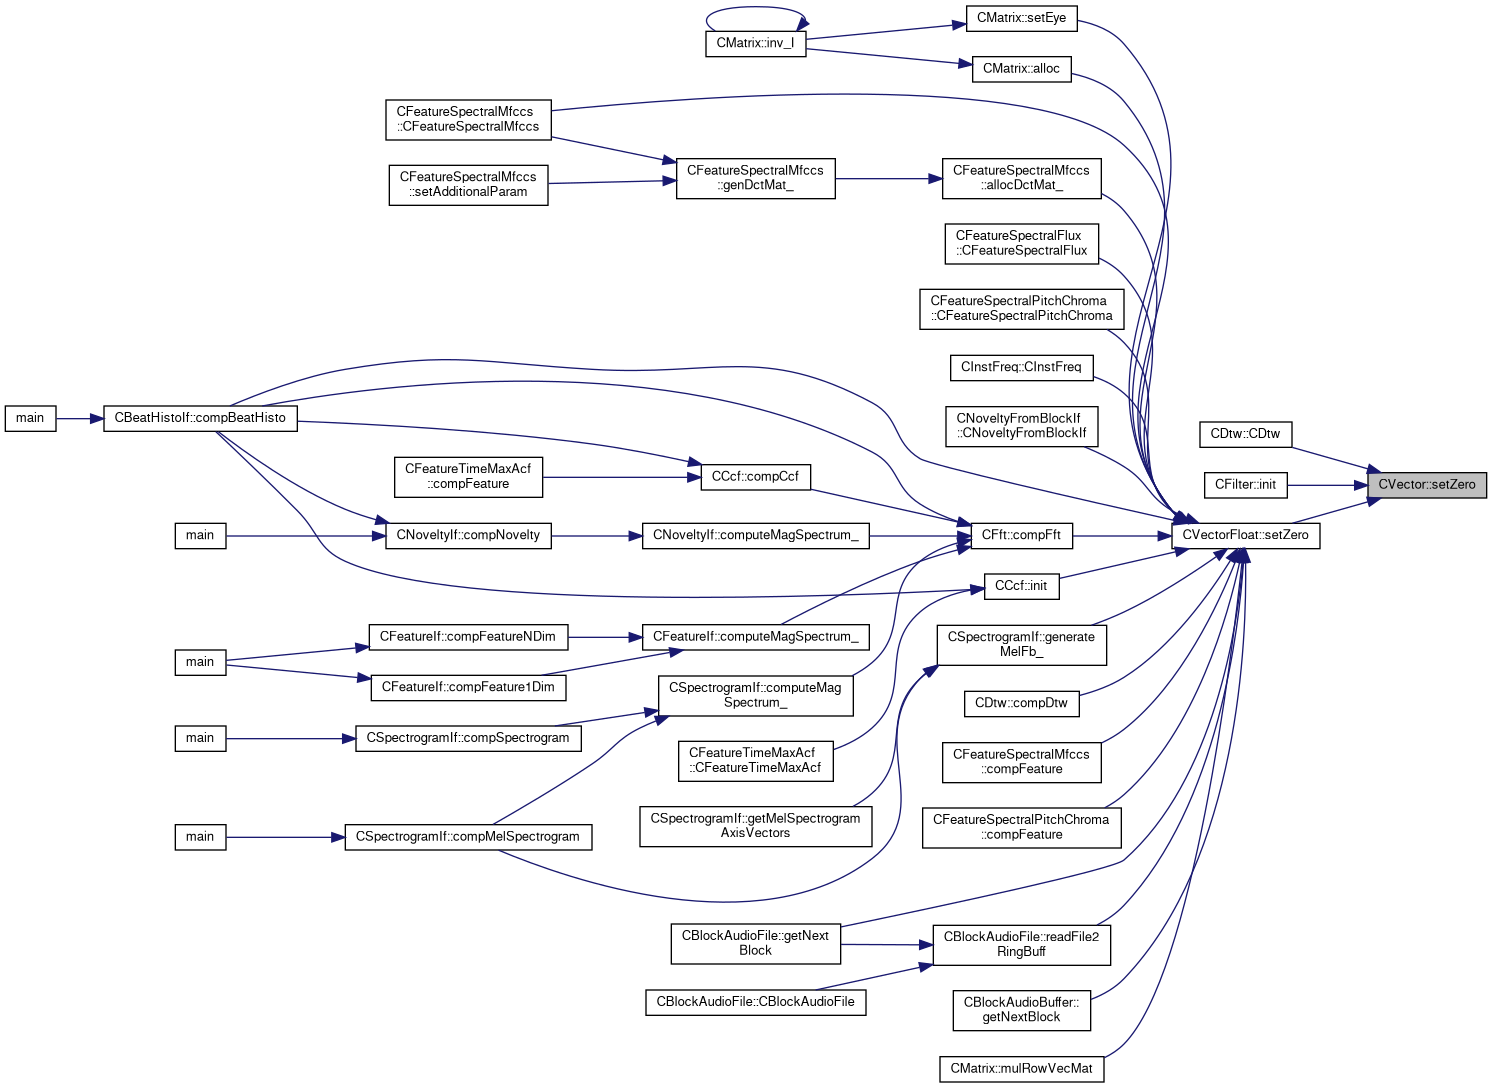 CMatrix::setEye
CMatrix::inv_I
CMatrix::alloc
CFeatureSpectralMfccs
::CFeatureSpectralMfccs
CFeatureSpectralMfccs
::setAdditionalParam
CFeatureSpectralMfccs
::genDctMat_
CFeatureSpectralMfccs
::allocDctMat_
CFeatureSpectralFlux
::CFeatureSpectralFlux
CFeatureSpectralPitchChroma
::CFeatureSpectralPitchChroma
CInstFreq::CInstFreq
CNoveltyFromBlockIf
::CNoveltyFromBlockIf
main
CBeatHistoIf::compBeatHisto
CDtw::CDtw
CFeatureTimeMaxAcf
::compFeature
CCcf::compCcf
CFilter::init
CVector::setZero
main
CNoveltyIf::compNovelty
CNoveltyIf::computeMagSpectrum_
CFft::compFft
CVectorFloat::setZero
CCcf::init
main
CFeatureIf::compFeatureNDim
CFeatureIf::computeMagSpectrum_
CSpectrogramIf::generate
MelFb_
CFeatureIf::compFeature1Dim
CSpectrogramIf::computeMag
Spectrum_
CDtw::compDtw
main
CSpectrogramIf::compSpectrogram
CFeatureTimeMaxAcf
::CFeatureTimeMaxAcf
CFeatureSpectralMfccs
::compFeature
main
CSpectrogramIf::compMelSpectrogram
CSpectrogramIf::getMelSpectrogram
AxisVectors
CFeatureSpectralPitchChroma
::compFeature
CBlockAudioFile::getNext
Block
CBlockAudioFile::readFile2
RingBuff
CBlockAudioFile::CBlockAudioFile
CBlockAudioBuffer::
getNextBlock
CMatrix::mulRowVecMat